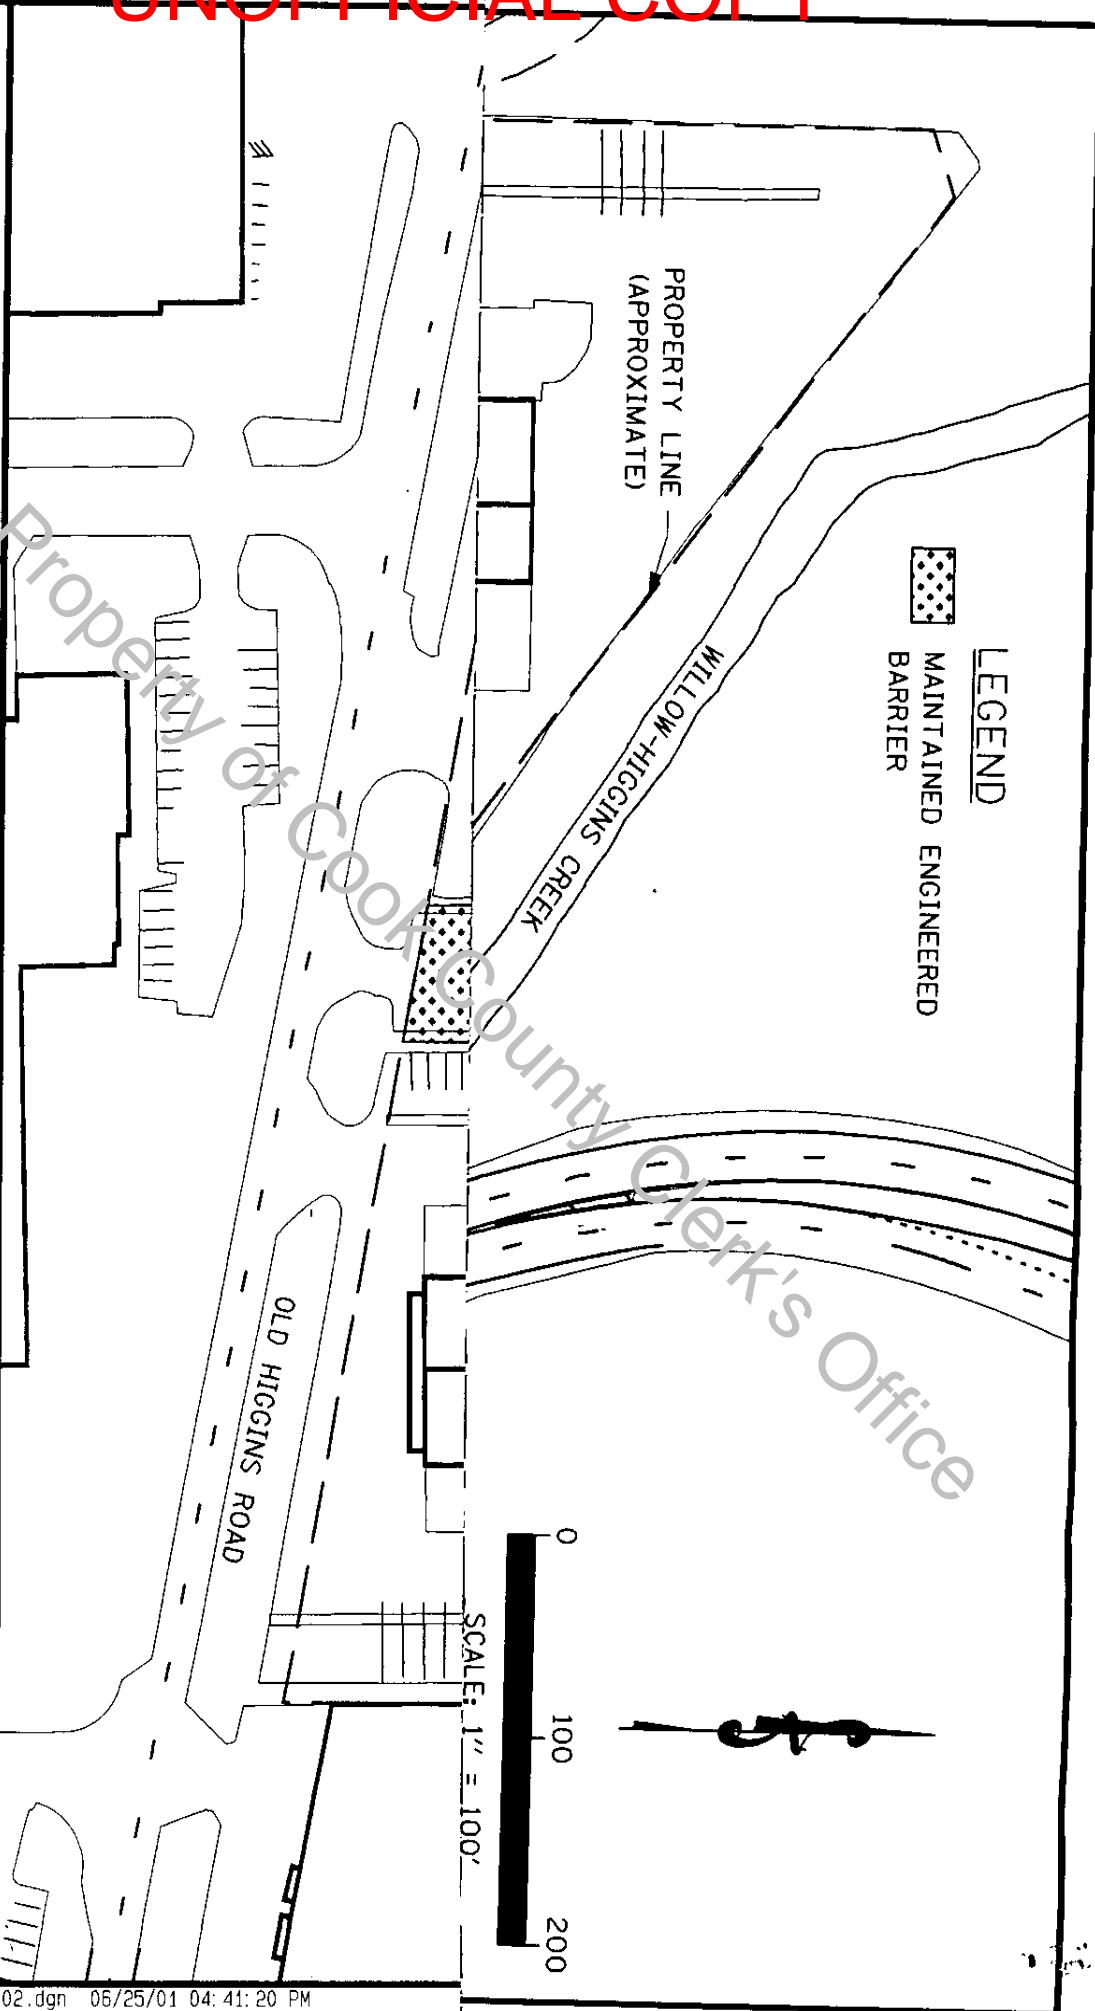 UNOFFICIAL COPY
LEGEND
MAINTAINED ENGINEERED
BARRIER
PROPERTY LINE
(APPROXIMATE)
WILLOW-HIGGINS CREEK
OLD HIGGINS ROAD
0
100
200
SCALE: 1" = 100'
Property of Cook County Clerk's Office
02.dgn 06/25/01 04:41:20 PM